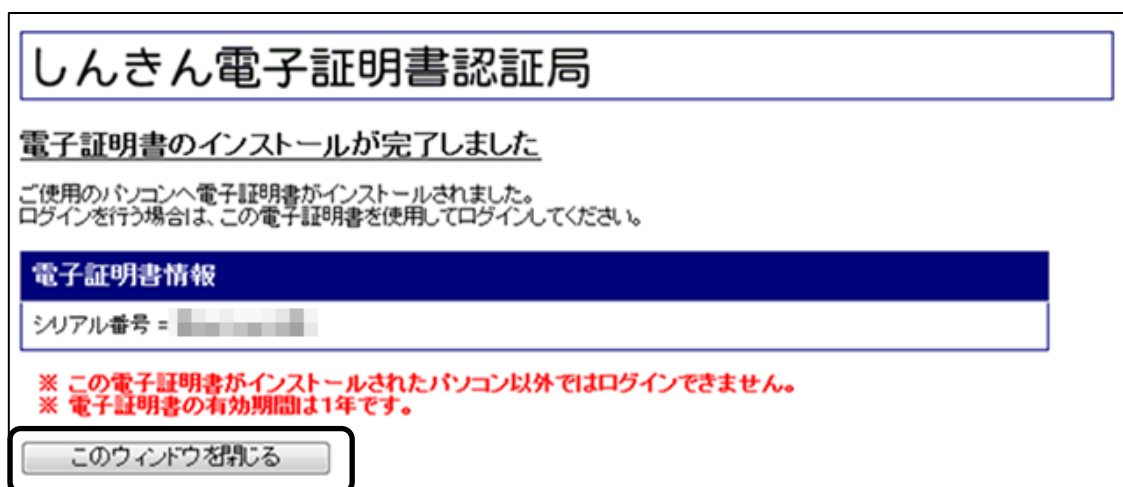 しんきん電子証明書認証局
電子証明書のインストールが完了しました
ご使用のパソコンへ電子証明書がインストールされました。
ログインを行う場合は、この電子証明書を使用してログインしてください。
電子証明書情報
シリアル番号 =
※ この電子証明書がインストールされたパソコン以外ではログインできません。
※ 電子証明書の有効期間は1年です。
このウィンドウを閉じる